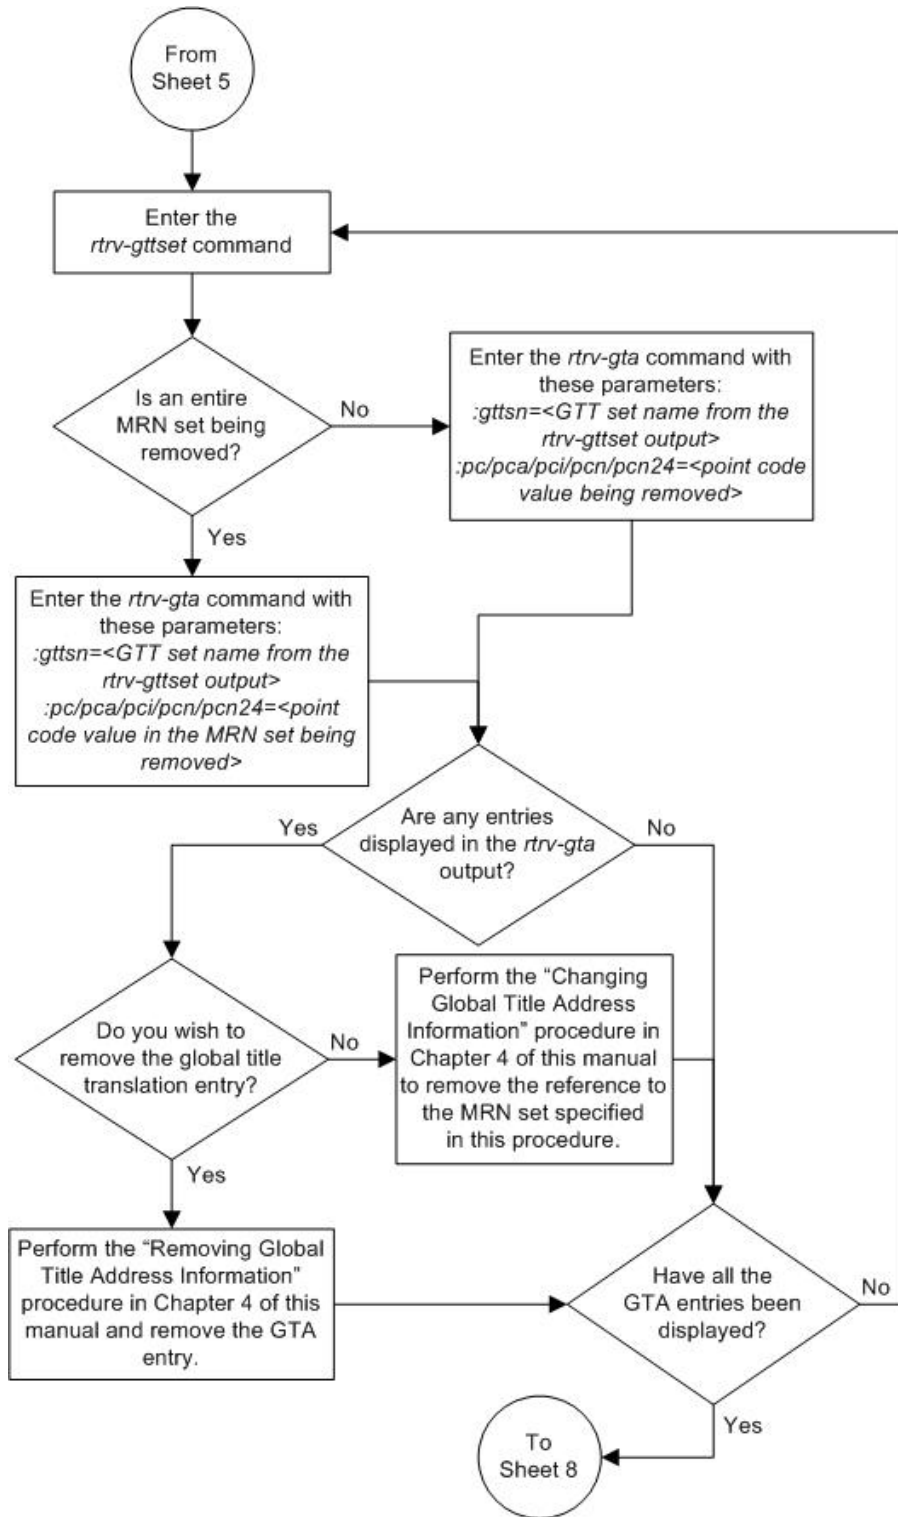 From
Sheet 5
Enter the
rtrv-gttset command
Is an entire
MRN set being
removed?
No
Enter the rtrv-gta command with
these parameters:
:gttsn=<GTT set name from the
rtrv-gttset output>
:pc/pca/pci/pcn/pcn24=<point code
value being removed>
Yes
Enter the rtrv-gta command with
these parameters:
:gttsn=<GTT set name from the
rtrv-gttset output>
:pc/pca/pci/pcn/pcn24=<point
code value in the MRN set being
removed>
Are any entries
displayed in the rtrv-gta
output?
Yes
No
Do you wish to
remove the global title
translation entry?
No
Perform the “Changing
Global Title Address
Information” procedure in
Chapter 4 of this manual
to remove the reference to
the MRN set specified
in this procedure.
Yes
Perform the “Removing Global
Title Address Information”
procedure in Chapter 4 of this
manual and remove the GTA
entry.
Have all the
GTA entries been
displayed?
No
Yes
To
Sheet 8